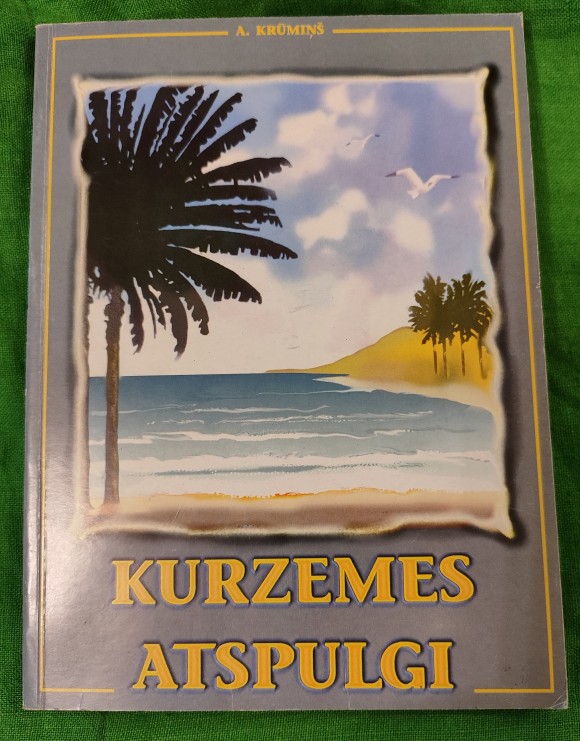 A. KRŪMIŅŠ
KURZEMES
ATSPULGI